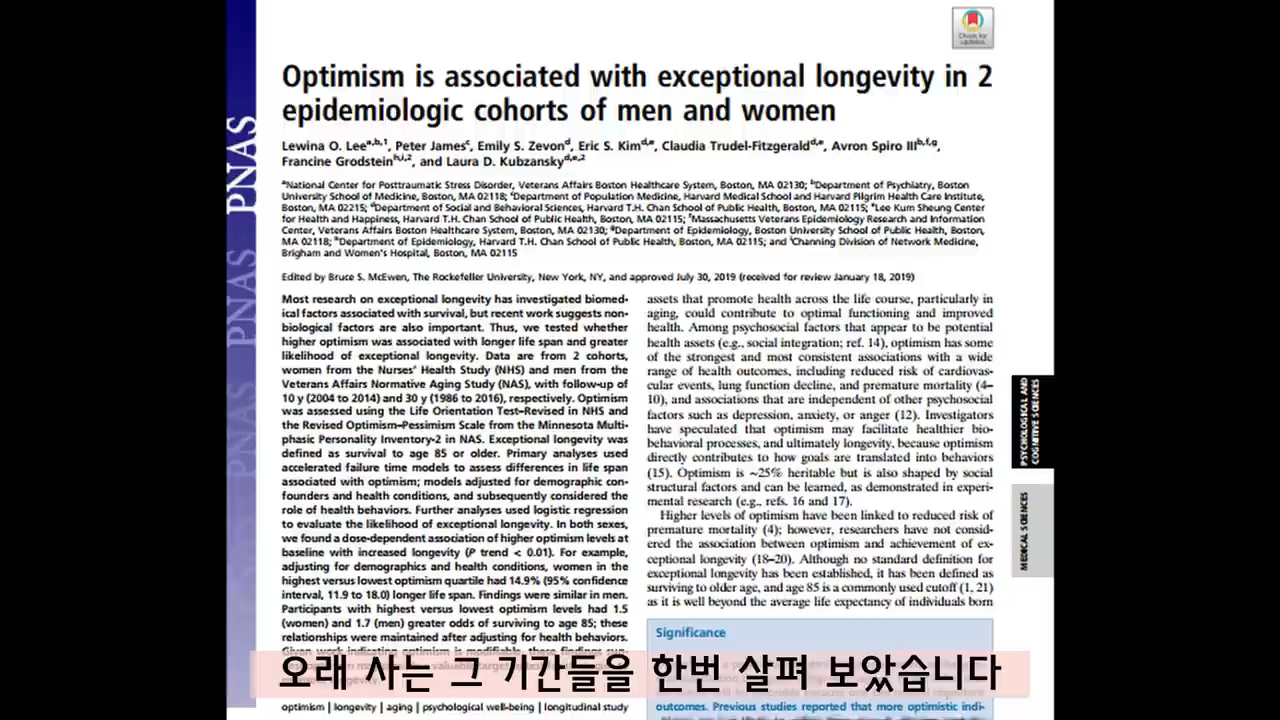 Check for
updates
Optimism is associated with exceptional longevity in 2
epidemiologic cohorts of men and women
Lewina O. Leea,b,1, Peter Jamesc, Emily S. Zevond, Eric S. Kimd,e, Claudia Trudel-Fitzgeraldd,e, Avron Spiro IIIb,f,g,
Francine Grodsteinh,i,2, and Laura D. Kubzanskyd,e,2
aNational Center for Posttraumatic Stress Disorder, Veterans Affairs Boston Healthcare System, Boston, MA 02130; bDepartment of Psychiatry, Boston
University School of Medicine, Boston, MA 02118; cDepartment of Population Medicine, Harvard Medical School and Harvard Pilgrim Health Care Institute,
Boston, MA 02215; dDepartment of Social and Behavioral Sciences, Harvard T.H. Chan School of Public Health, Boston, MA 02115; eLee Kum Sheung Center
for Health and Happiness, Harvard T.H. Chan School of Public Health, Boston, MA 02115; fMassachusetts Veterans Epidemiology Research and Information
Center, Veterans Affairs Boston Healthcare System, Boston, MA 02130; gDepartment of Epidemiology, Boston University School of Public Health, Boston,
MA 02118; hDepartment of Epidemiology, Harvard T.H. Chan School of Public Health, Boston, MA 02115; and iChanning Division of Network Medicine,
Brigham and Women's Hospital, Boston, MA 02115
Edited by Bruce S. McEwen, The Rockefeller University, New York, NY, and approved July 30, 2019 (received for review January 18, 2019)
Most research on exceptional longevity has investigated biomed-
ical factors associated with survival, but recent work suggests non-
biological factors are also important. Thus, we tested whether
higher optimism was associated with longer life span and greater
likelihood of exceptional longevity. Data are from 2 cohorts,
women from the Nurses' Health Study (NHS) and men from the
Veterans Affairs Normative Aging Study (NAS), with follow-up of
10 y (2004 to 2014) and 30 y (1986 to 2016), respectively. Optimism
was assessed using the Life Orientation Test–Revised in NHS and
the Revised Optimism–Pessimism Scale from the Minnesota Multi-
phasic Personality Inventory-2 in NAS. Exceptional longevity was
defined as survival to age 85 or older. Primary analyses used
accelerated failure time models to assess differences in life span
associated with optimism; models adjusted for demographic con-
founders and health conditions, and subsequently considered the
role of health behaviors. Further analyses used logistic regression
to evaluate the likelihood of exceptional longevity. In both sexes,
we found a dose-dependent association of higher optimism levels at
baseline with increased longevity (P trend < 0.01). For example,
adjusting for demographics and health conditions, women in the
highest versus lowest optimism quartile had 14.9% (95% confidence
interval, 11.9 to 18.0) longer life span. Findings were similar in men.
Participants with highest versus lowest optimism levels had 1.5
(women) and 1.7 (men) greater odds of surviving to age 85; these
relationships were maintained after adjusting for health behaviors.
Given work indicating optimism is modifiable, these findings sug-
optimism | longevity | aging | psychological well-being | longitudinal study
assets that promote health across the life course, particularly in
aging, could contribute to optimal functioning and improved
health. Among psychosocial factors that appear to be potential
health assets (e.g., social integration; ref. 14), optimism has some
of the strongest and most consistent associations with a wide
range of health outcomes, including reduced risk of cardiovas-
cular events, lung function decline, and premature mortality (4–
10), and associations that are independent of other psychosocial
factors such as depression, anxiety, or anger (12). Investigators
have speculated that optimism may facilitate healthier bio-
behavioral processes, and ultimately longevity, because optimism
directly contributes to how goals are translated into behaviors
(15). Optimism is ~25% heritable but is also shaped by social
structural factors and can be learned, as demonstrated in experi-
mental research (e.g., refs. 16 and 17).
Higher levels of optimism have been linked to reduced risk of
premature mortality (4); however, researchers have not consid-
ered the association between optimism and achievement of ex-
ceptional longevity (18–20). Although no standard definition for
exceptional longevity has been established, it has been defined as
surviving to older age, and age 85 is a commonly used cutoff (1, 21)
as it is well beyond the average life expectancy of individuals born
Significance
outcomes. Previous studies reported that more optimistic indi-
오래 사는 그 기간들을 한번 살펴 보았습니다
PNAS
PNAS
PNAS
PNAS
PSYCHOLOGICAL AND
COGNITIVE SCIENCES
MEDICAL SCIENCES